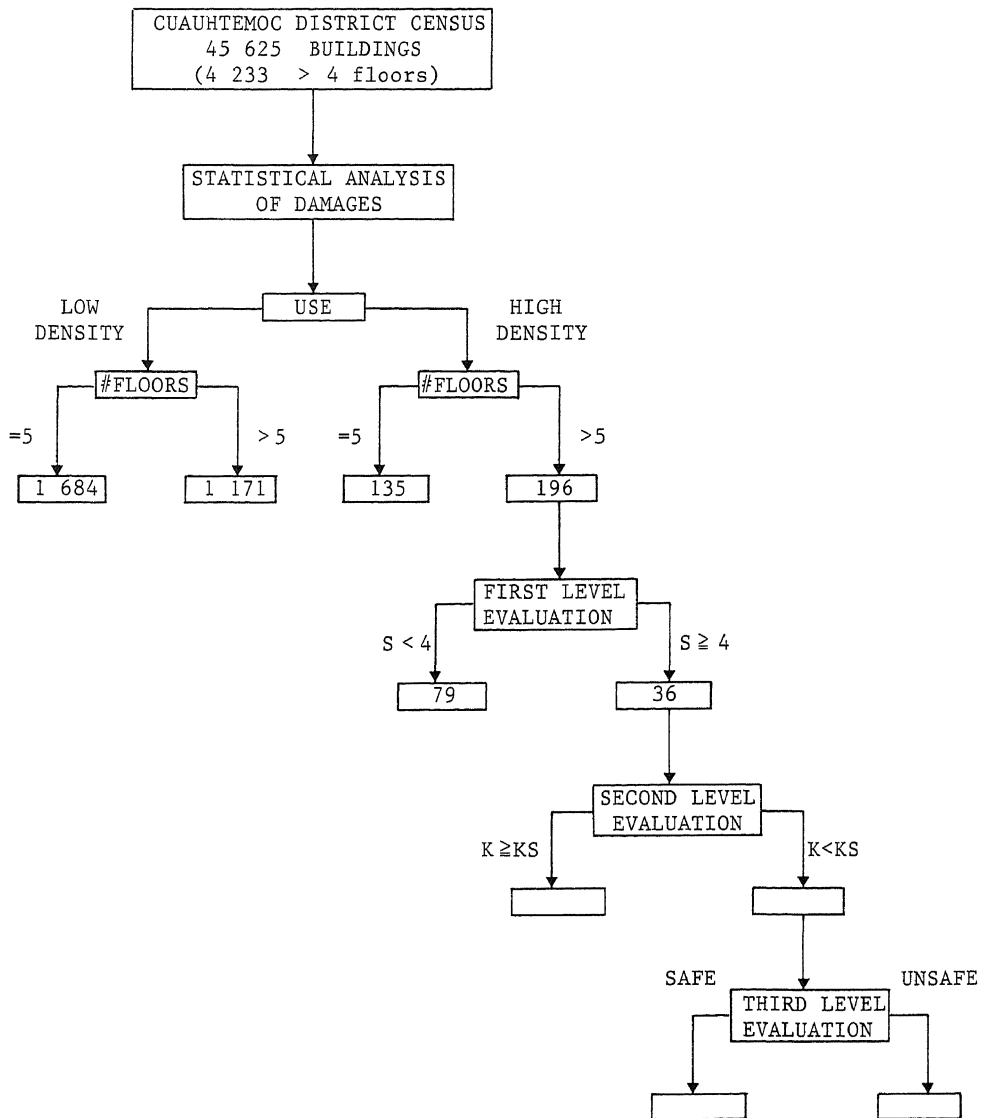 CUAUHTEMOC DISTRICT CENSUS
45 625 BUILDINGS
(4 233 > 4 floors)
STATISTICAL ANALYSIS
OF DAMAGES
USE
LOW
DENSITY
HIGH
DENSITY
#FLOORS
#FLOORS
=5
>5
=5
>5
1 684
1 171
135
196
FIRST LEVEL
EVALUATION
S < 4
S ≧ 4
79
36
SECOND LEVEL
EVALUATION
K ≧ KS
K<KS
SAFE
UNSAFE
THIRD LEVEL
EVALUATION